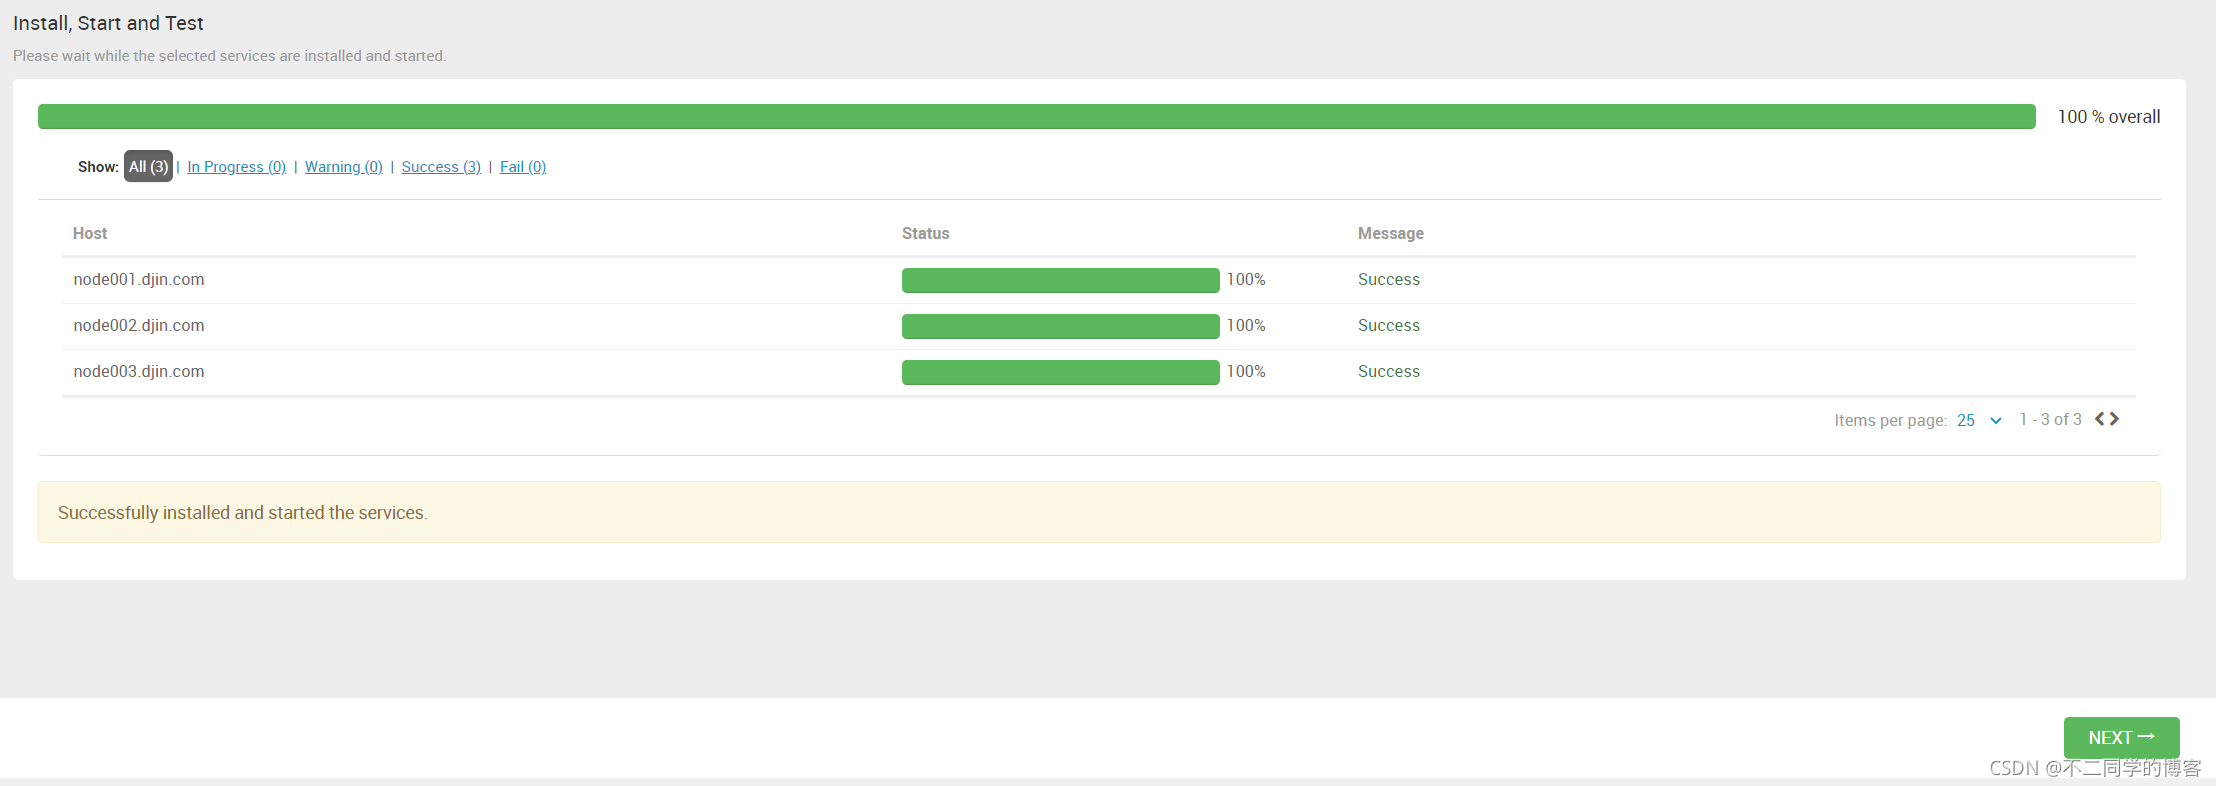 Install, Start and Test
Please wait while the selected services are installed and started.
100 % overall
Show: All (3) | In Progress (0) | Warning (0) | Success (3) | Fail (0)
Host Status Message
node001.djin.com 100% Success
node002.djin.com 100% Success
node003.djin.com 100% Success
Items per page: 25 1 - 3 of 3
Successfully installed and started the services.
NEXT →
CSDN @不二同学的博客